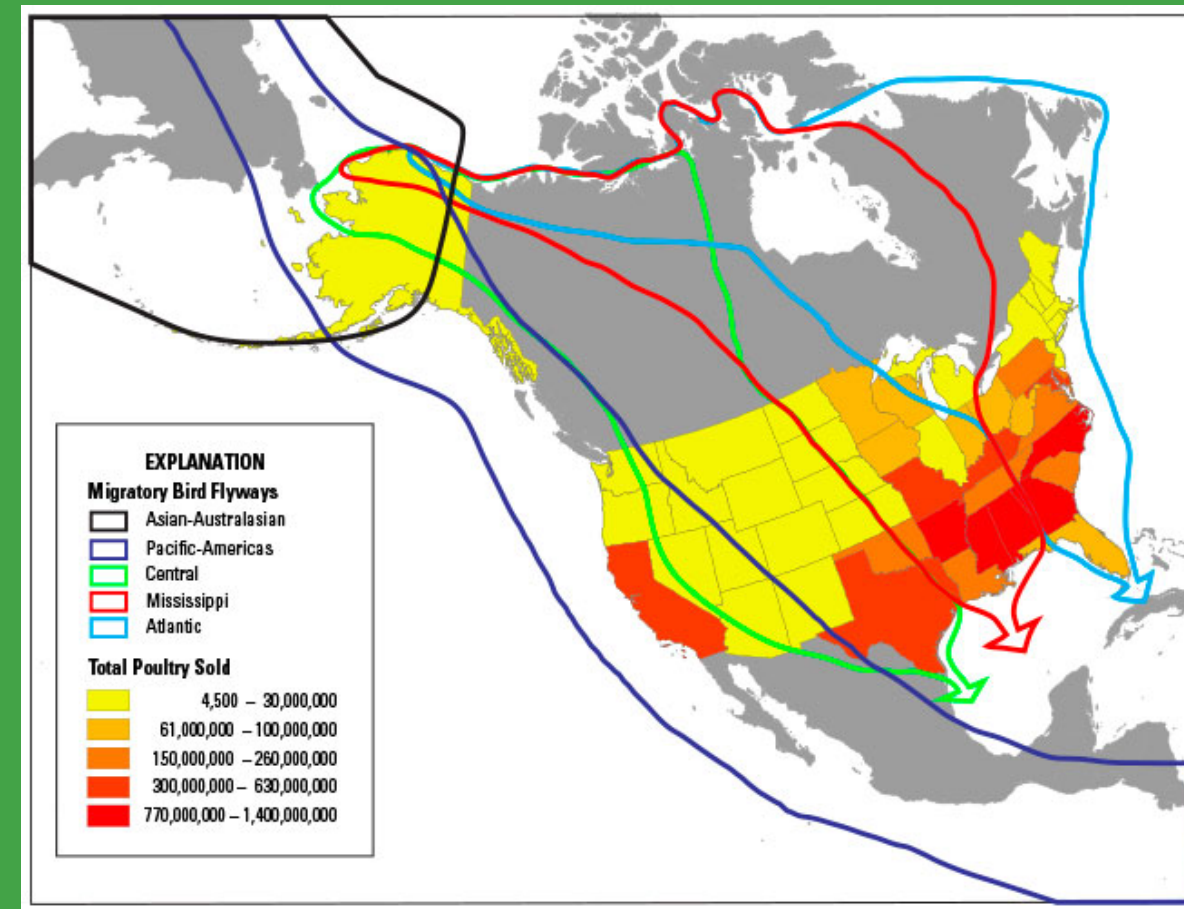 EXPLANATION
Migratory Bird Flyways
Asian-Australasian
Pacific-Americas
Central
Mississippi
Atlantic
Total Poultry Sold
4,500 – 30,000,000
61,000,000 –100,000,000
150,000,000 –260,000,000
300,000,000 – 630,000,000
770,000,000 – 1,400,000,000